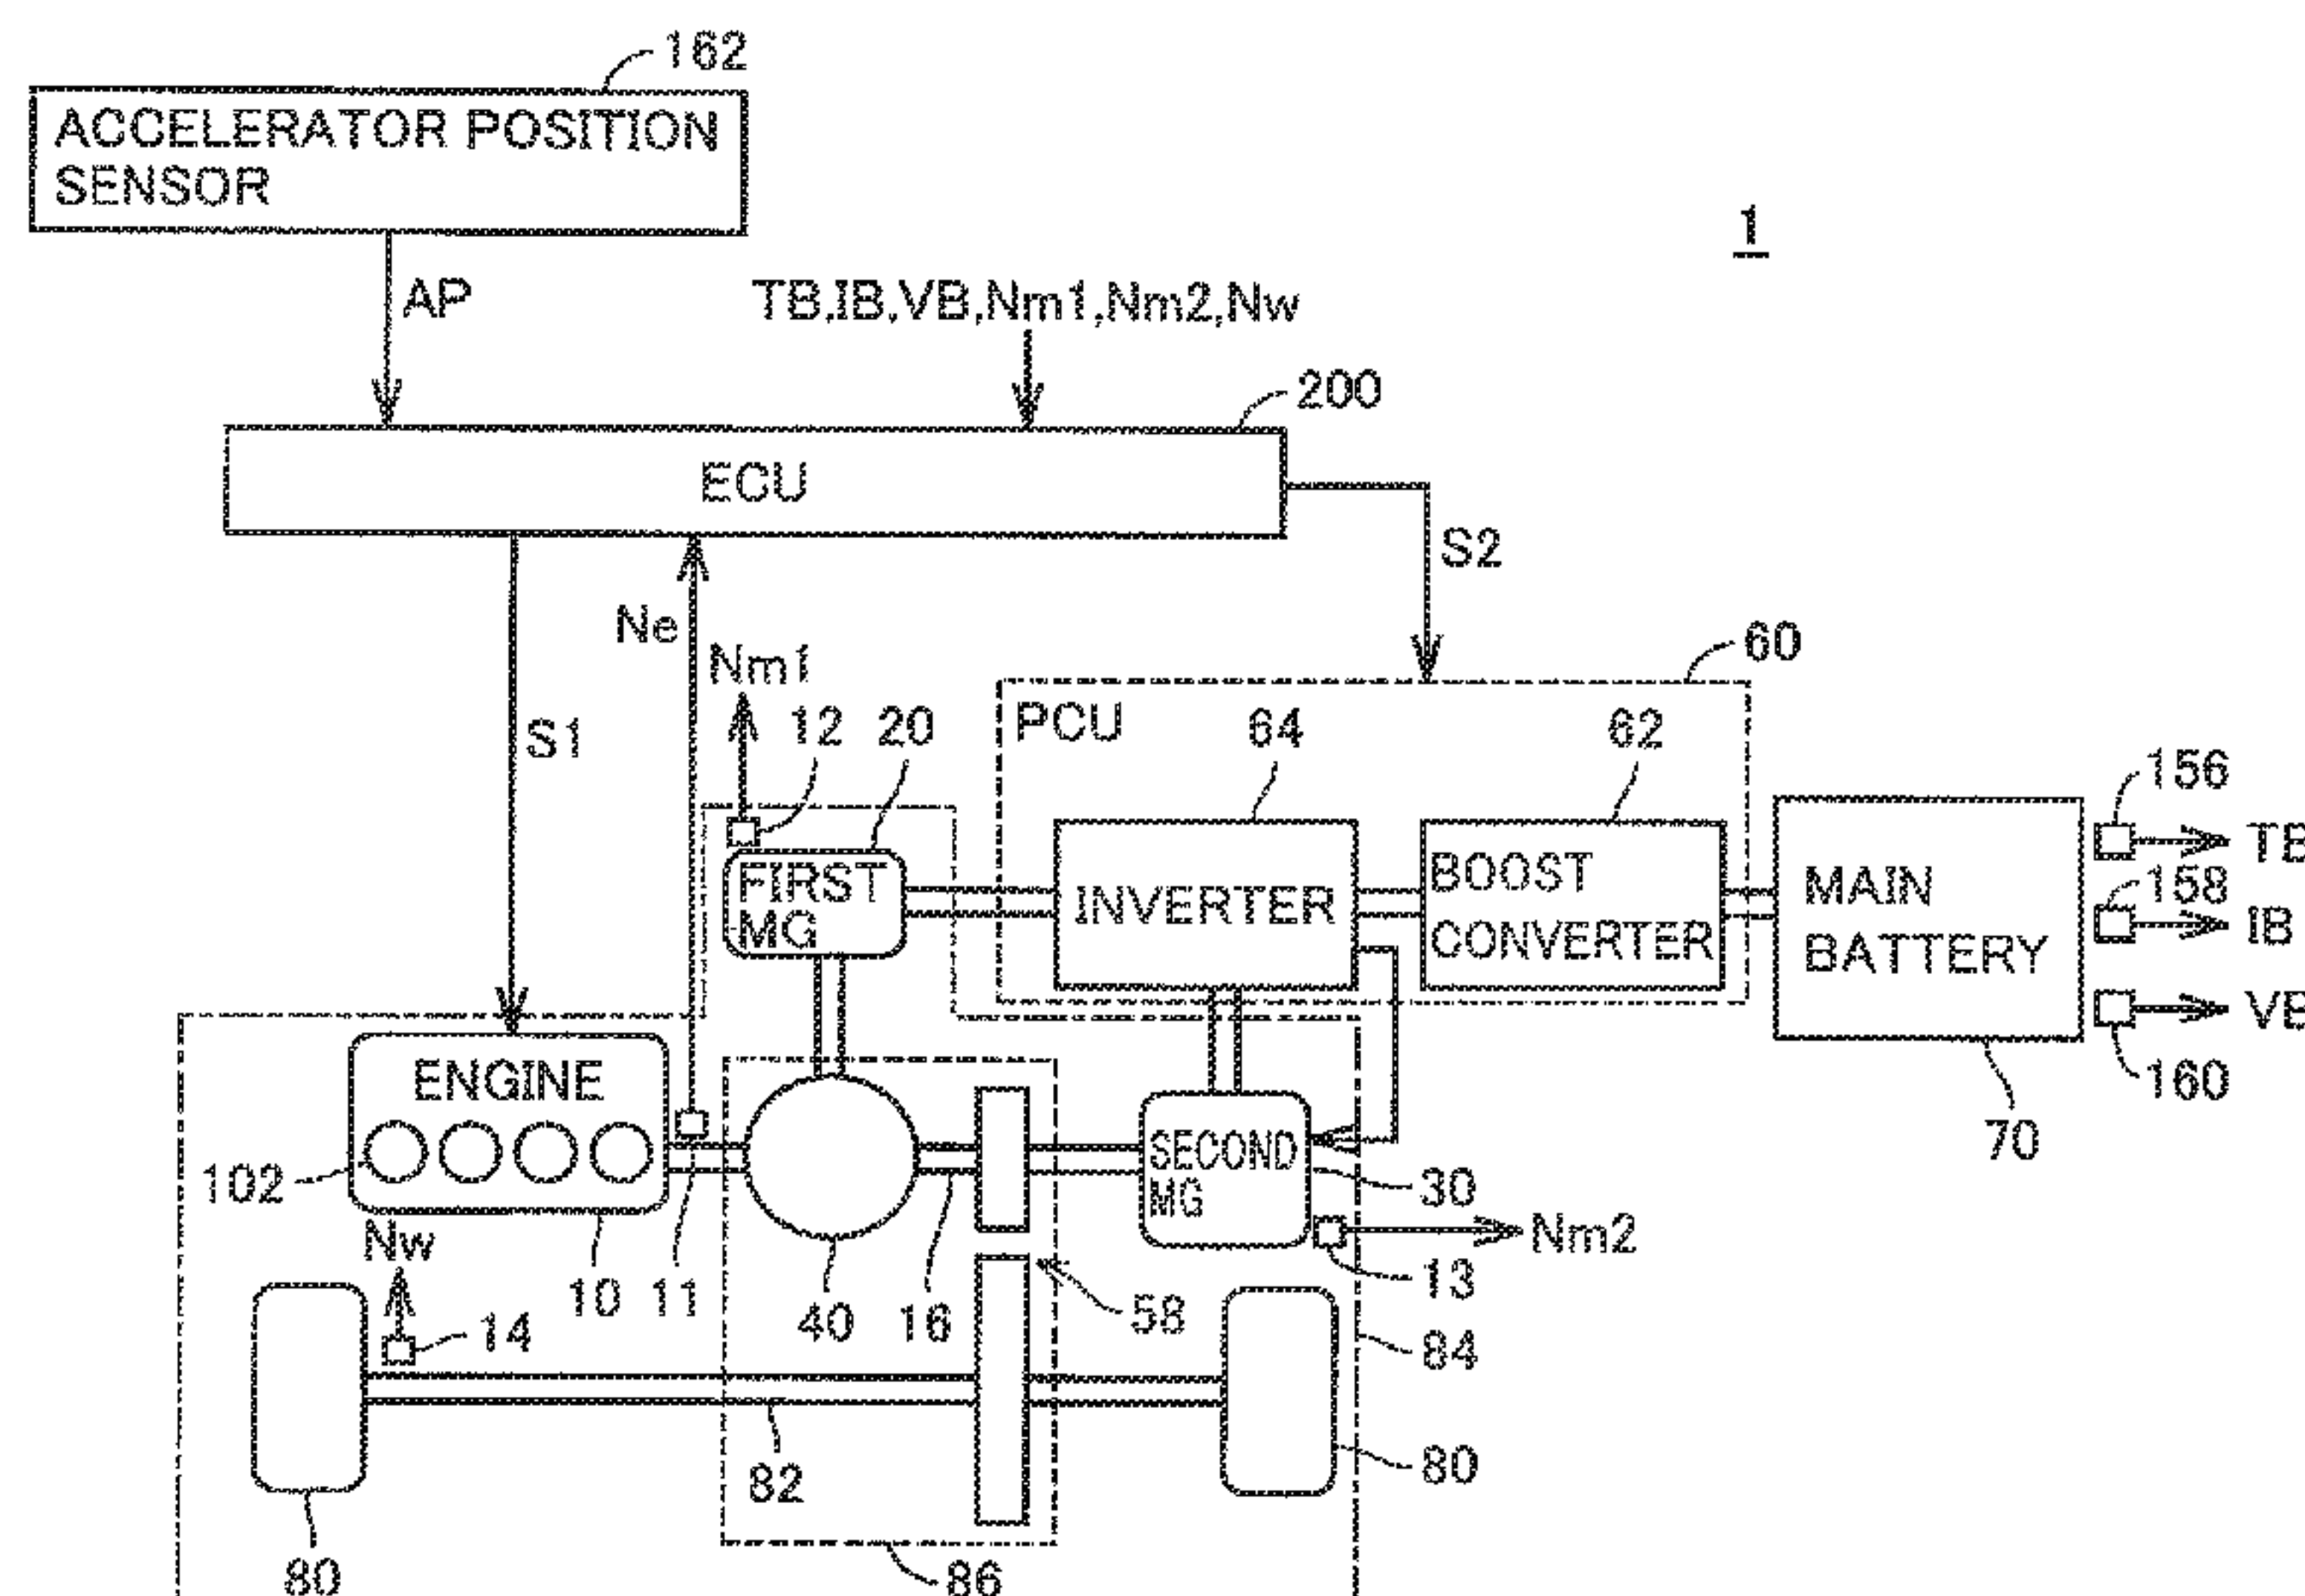 162
ACCELERATOR POSITION
SENSOR
1
AP
TB,IB,VB,Nm1,Nm2,Nw
200
ECU
S2
Ne
60
Nm1
12
20
PCU
64
62
S1
156
TB
FIRST
MG
INVERTER
BOOST
CONVERTER
MAIN
BATTERY
158
IB
VB
160
ENGINE
70
102
SECOND
MG
30
Nw
Nm2
10
11
40
16
58
13
14
84
82
80
80
86